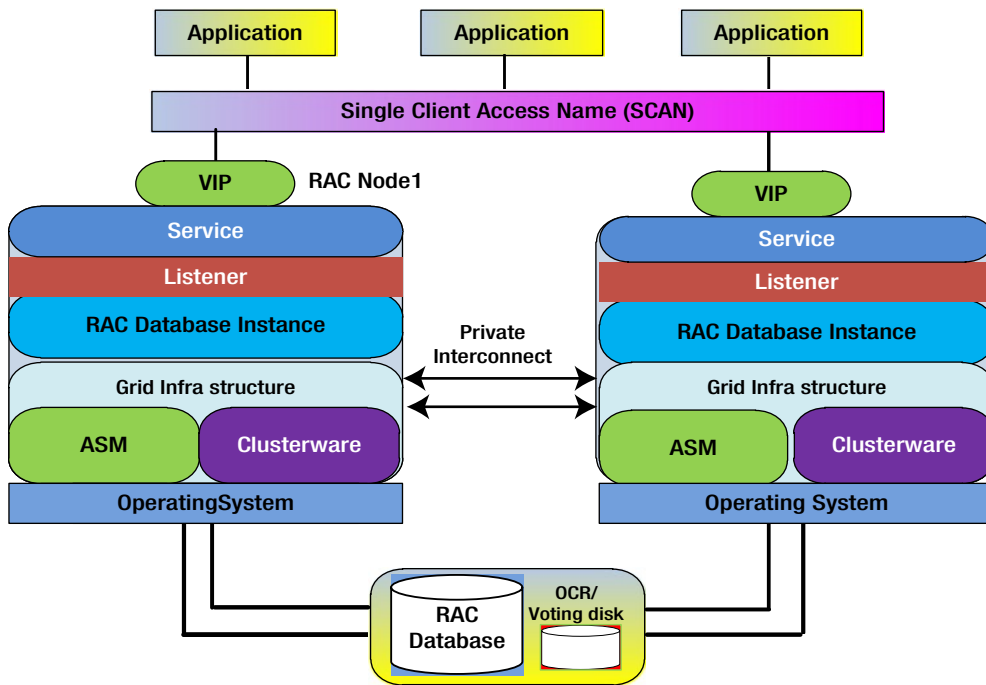 Application
Application
Application
Single Client Access Name (SCAN)
VIP
RAC Node1
VIP
Service
Service
Listener
Listener
RAC Database Instance
RAC Database Instance
Private
Interconnect
Grid Infra structure
Grid Infra structure
ASM
Clusterware
ASM
Clusterware
OperatingSystem
Operating System
RAC
Database
OCR/
Voting disk